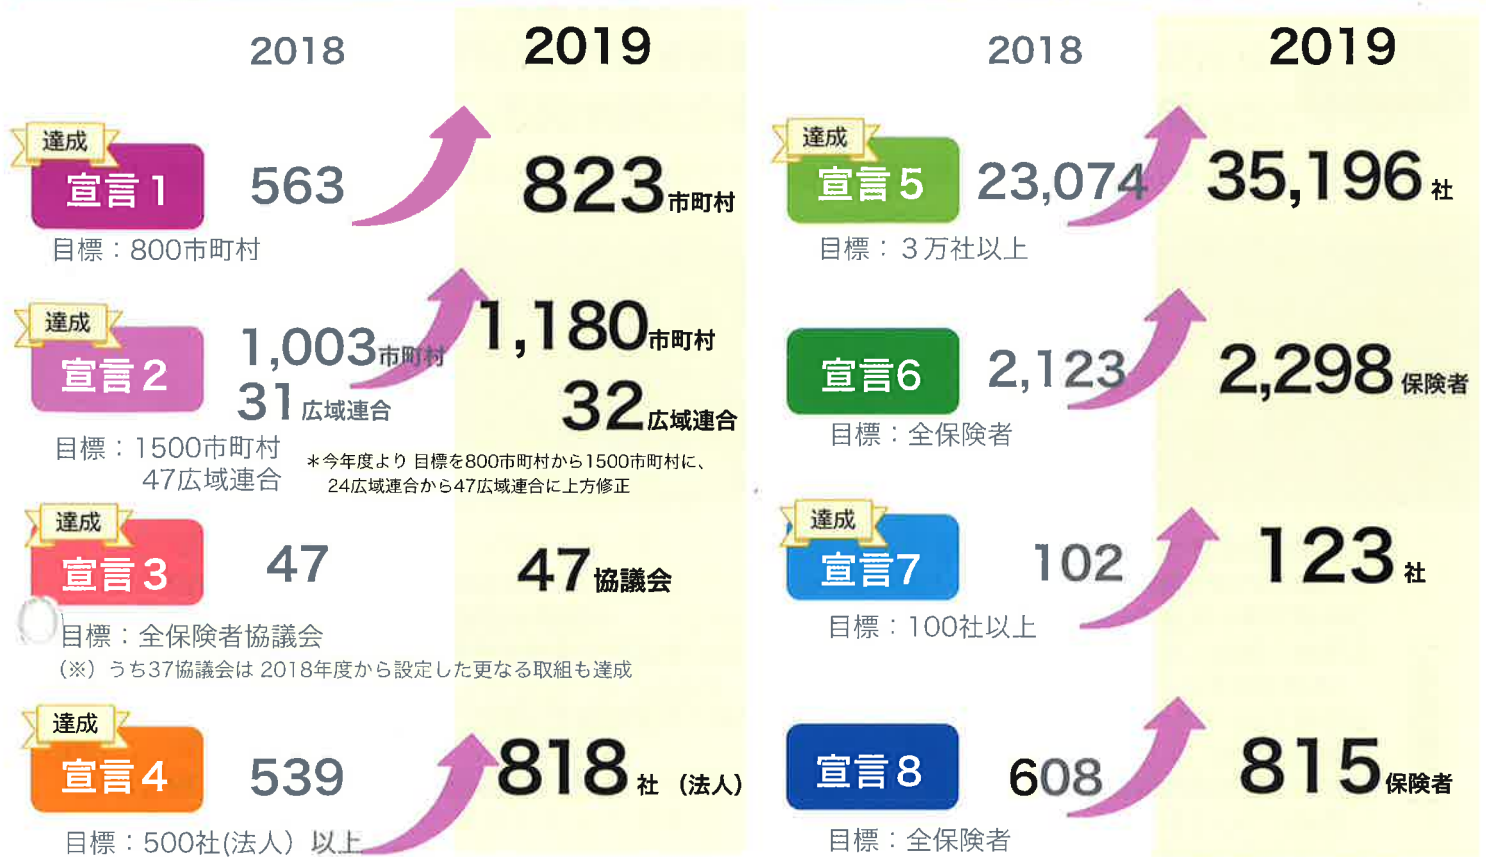 2018
2019
達成
宣言1
563
823市町村
目標：800市町村
達成
宣言2
1,003市町村
1,180市町村
31広域連合
32広域連合
目標：1500市町村
47広域連合
＊今年度より 目標を800市町村から1500市町村に、
24広域連合から47広域連合に上方修正
達成
宣言3
47
47協議会
目標：全保険者協議会
（※）うち37協議会は 2018年度から設定した更なる取組も達成
達成
宣言4
539
818社（法人）
目標：500社(法人）以上
2018
2019
達成
宣言5
23,074
35,196社
目標：３万社以上
宣言6
2,123
2,298保険者
目標：全保険者
達成
宣言7
102
123社
目標：100社以上
宣言8
608
815保険者
目標：全保険者